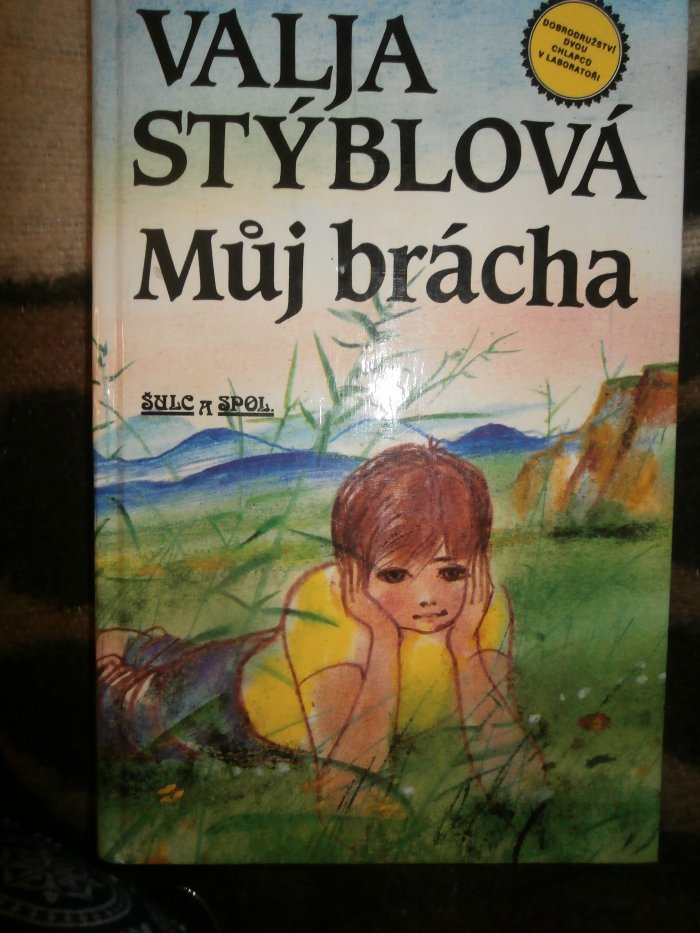 VALJA
STÝBLOVÁ
Můj brácha
DOBRODRUŽSTVÍ
DVOU
CHLAPCŮ
V LABORATOŘI
ŠULC A SPOL.